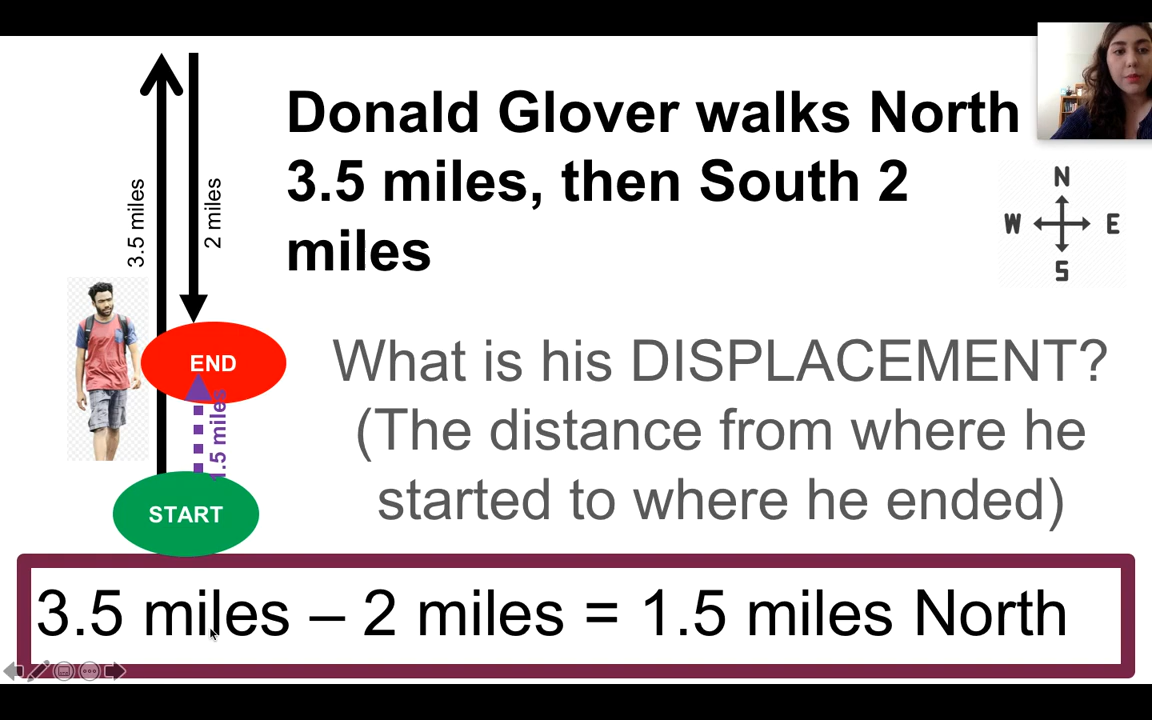 Donald Glover walks North
3.5 miles, then South 2
miles
3.5 miles
2 miles
N
W E
S
END
1.5 miles
START
What is his DISPLACEMENT?
(The distance from where he
started to where he ended)
3.5 miles – 2 miles = 1.5 miles North